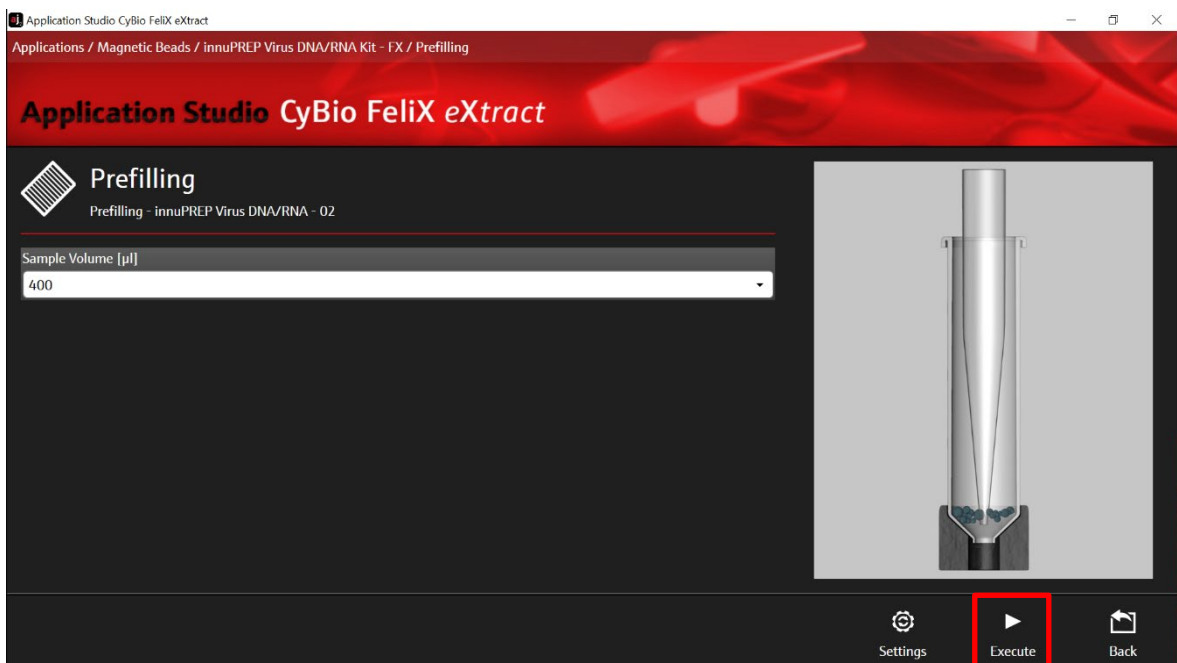 Application Studio CyBio FeliX eXtract
Applications / Magnetic Beads / innuPREP Virus DNA/RNA Kit - FX / Prefilling
Application Studio CyBio FeliX eXtract
Prefilling
Prefilling - innuPREP Virus DNA/RNA - 02
Sample Volume [µl]
400
Settings Execute Back